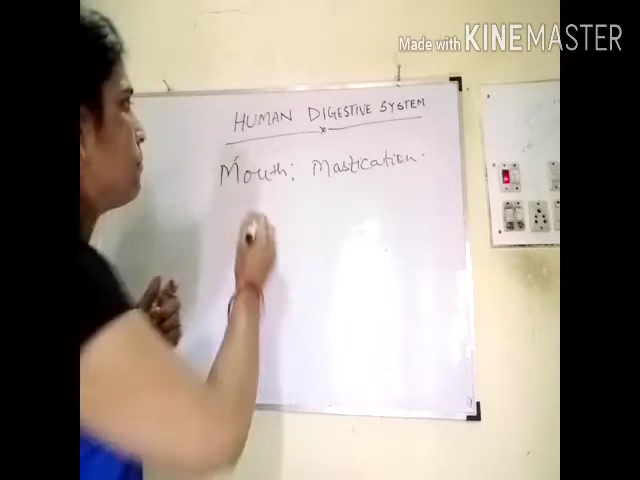 Made with KINEMASTER
HUMAN DIGESTIVE SYSTEM
Mouth: Mastication.